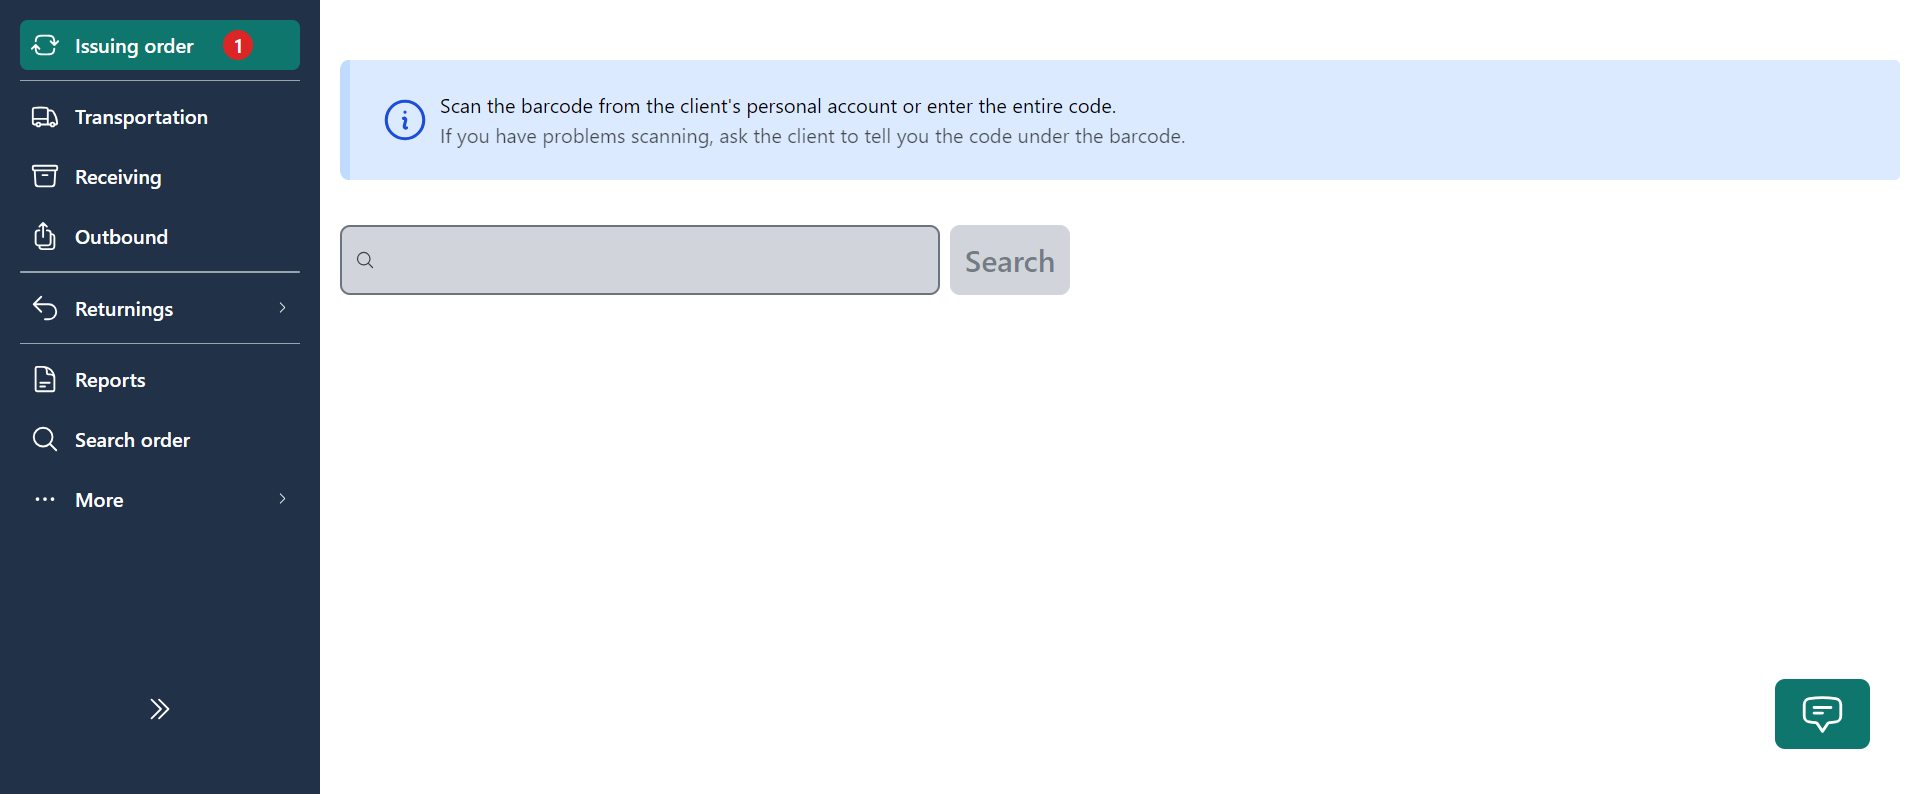 Issuing order 1
Transportation
Receiving
Outbound
Returnings
Reports
Search order
More
Scan the barcode from the client's personal account or enter the entire code.
If you have problems scanning, ask the client to tell you the code under the barcode.
Search